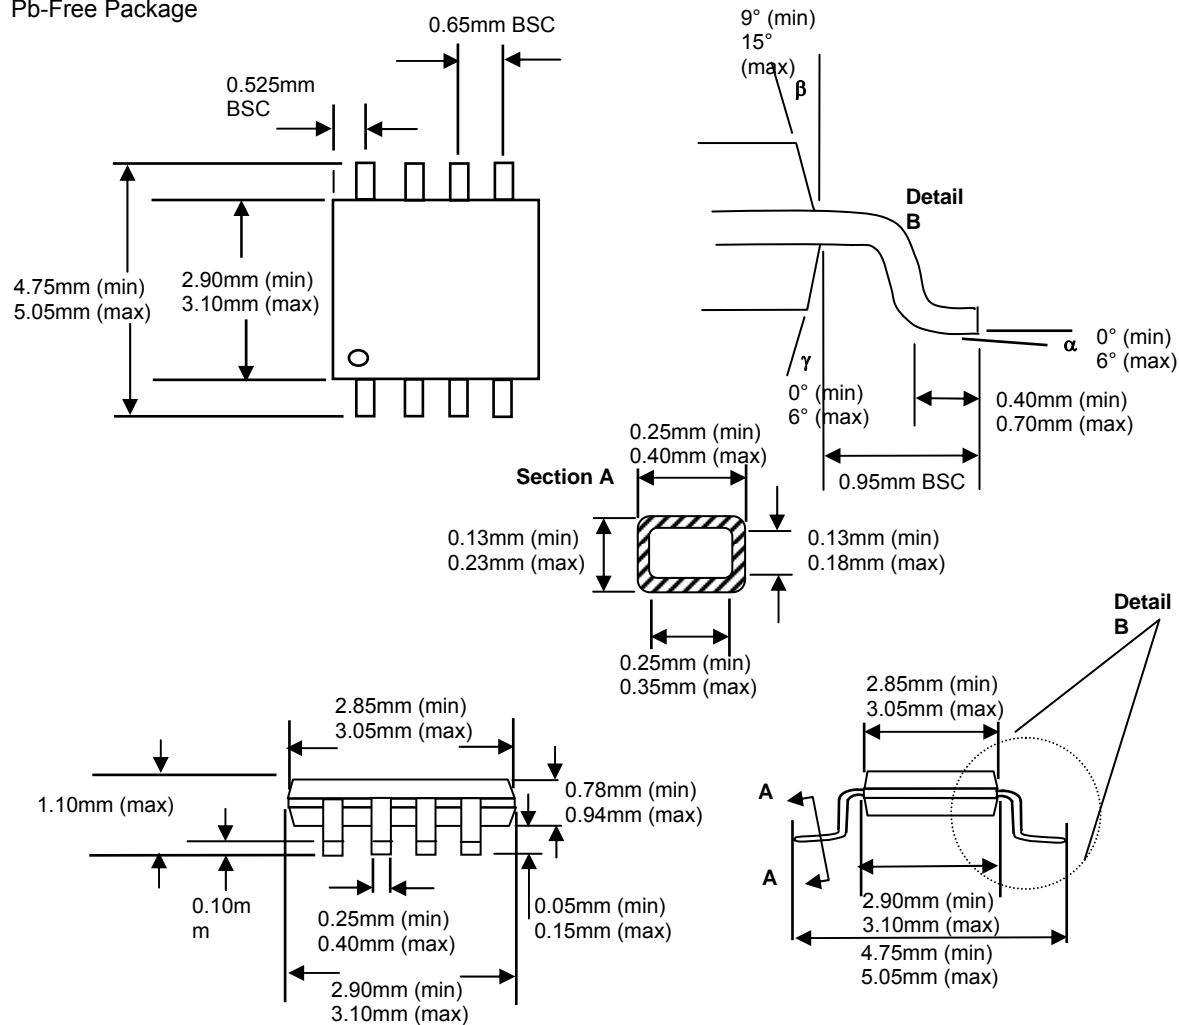 Pb-Free Package
0.65mm BSC
0.525mm
BSC
4.75mm (min)
5.05mm (max)
2.90mm (min)
3.10mm (max)
9° (min)
15°
(max)
β
Detail
B
α
0° (min)
6° (max)
γ
0° (min)
6° (max)
0.40mm (min)
0.70mm (max)
0.95mm BSC
0.25mm (min)
0.40mm (max)
Section A
0.13mm (min)
0.23mm (max)
0.13mm (min)
0.18mm (max)
0.25mm (min)
0.35mm (max)
2.85mm (min)
3.05mm (max)
1.10mm (max)
0.78mm (min)
0.94mm (max)
0.10m
m
0.25mm (min)
0.40mm (max)
0.05mm (min)
0.15mm (max)
2.90mm (min)
3.10mm (max)
Detail
B
2.85mm (min)
3.05mm (max)
A
A
2.90mm (min)
3.10mm (max)
4.75mm (min)
5.05mm (max)